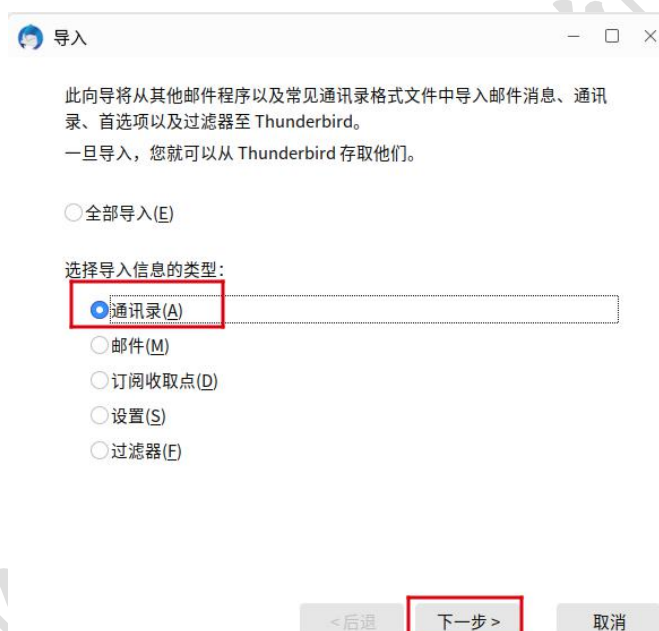 导入
此向导将从其他邮件程序以及常见通讯录格式文件中导入邮件消息、通讯
录、首选项以及过滤器至 Thunderbird。
一旦导入，您就可以从 Thunderbird 存取他们。
全部导入(E)
选择导入信息的类型：
通讯录(A)
邮件(M)
订阅收取点(D)
设置(S)
过滤器(F)
<后退 下一步> 取消